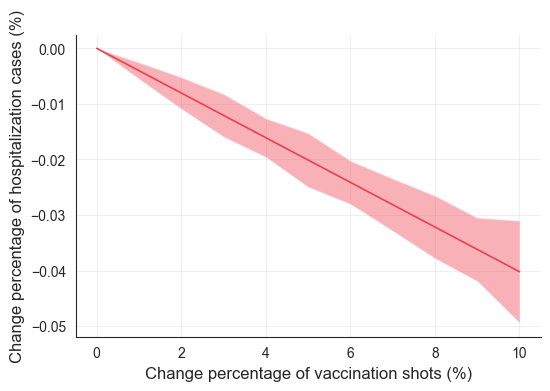 Change percentage of hospitalization cases (%)
0.00
−0.01
−0.02
−0.03
−0.04
−0.05
0 2 4 6 8 10
Change percentage of vaccination shots (%)